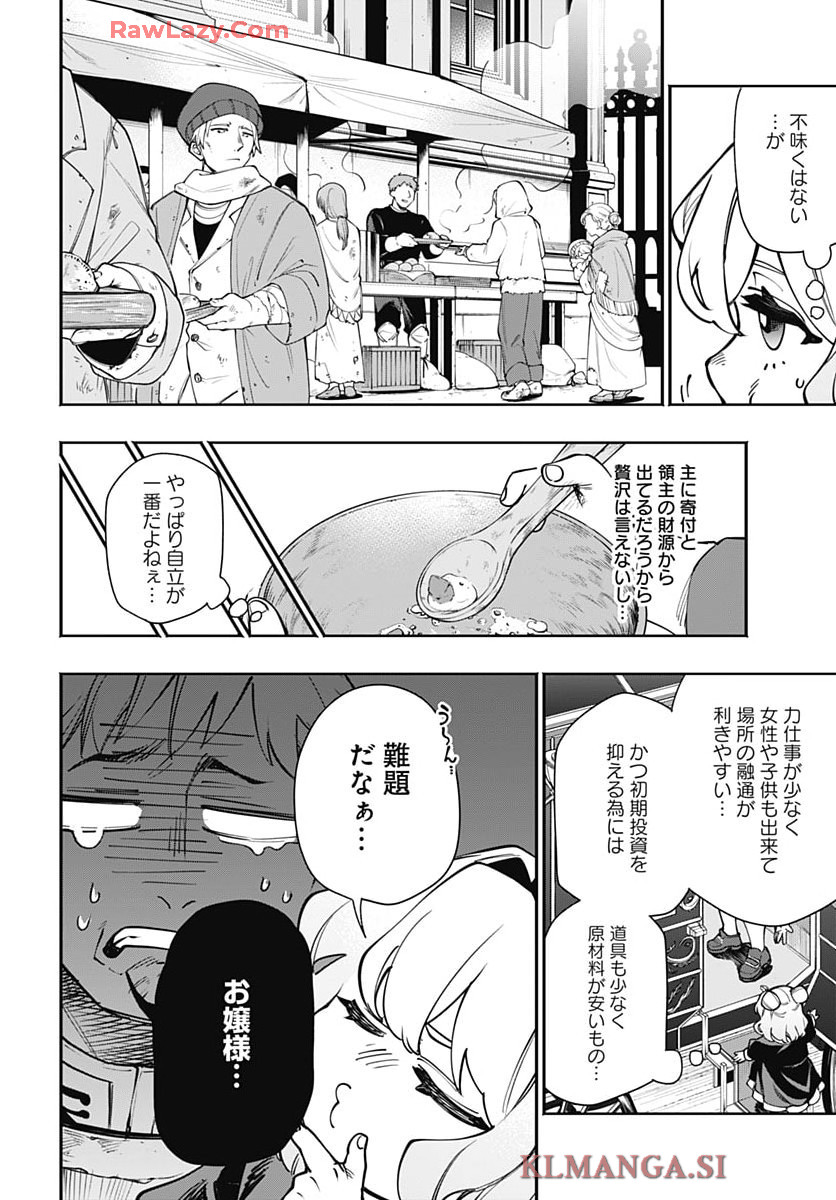 RawLazy.Com
不味くはない
…が
主に寄付と
領主の財源から
出てるだろうから
贅沢は言えないし…
やっぱり自立が
一番だよねぇ…
力仕事が少なく
女性や子供も出来て
場所の融通が
利きやすい…
かつ初期投資を
抑える為には
道具も少なく
原材料が安いもの…
う〜ん…
難題
だなぁ…
お嬢様…
KLMANGA.SI